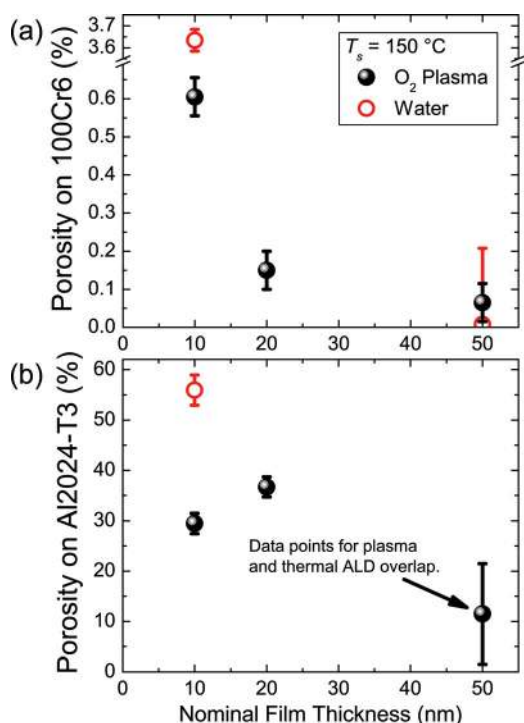 (a)
Porosity on 100Cr6 (%)
3.7
3.6
0.6
0.5
0.4
0.3
0.2
0.1
0.0
T_s = 150 °C
O₂ Plasma
Water
0 10 20 30 40 50
(b)
Porosity on Al2024-T3 (%)
60
50
40
30
20
10
0
Data points for plasma
and thermal ALD overlap.
0 10 20 30 40 50
Nominal Film Thickness (nm)